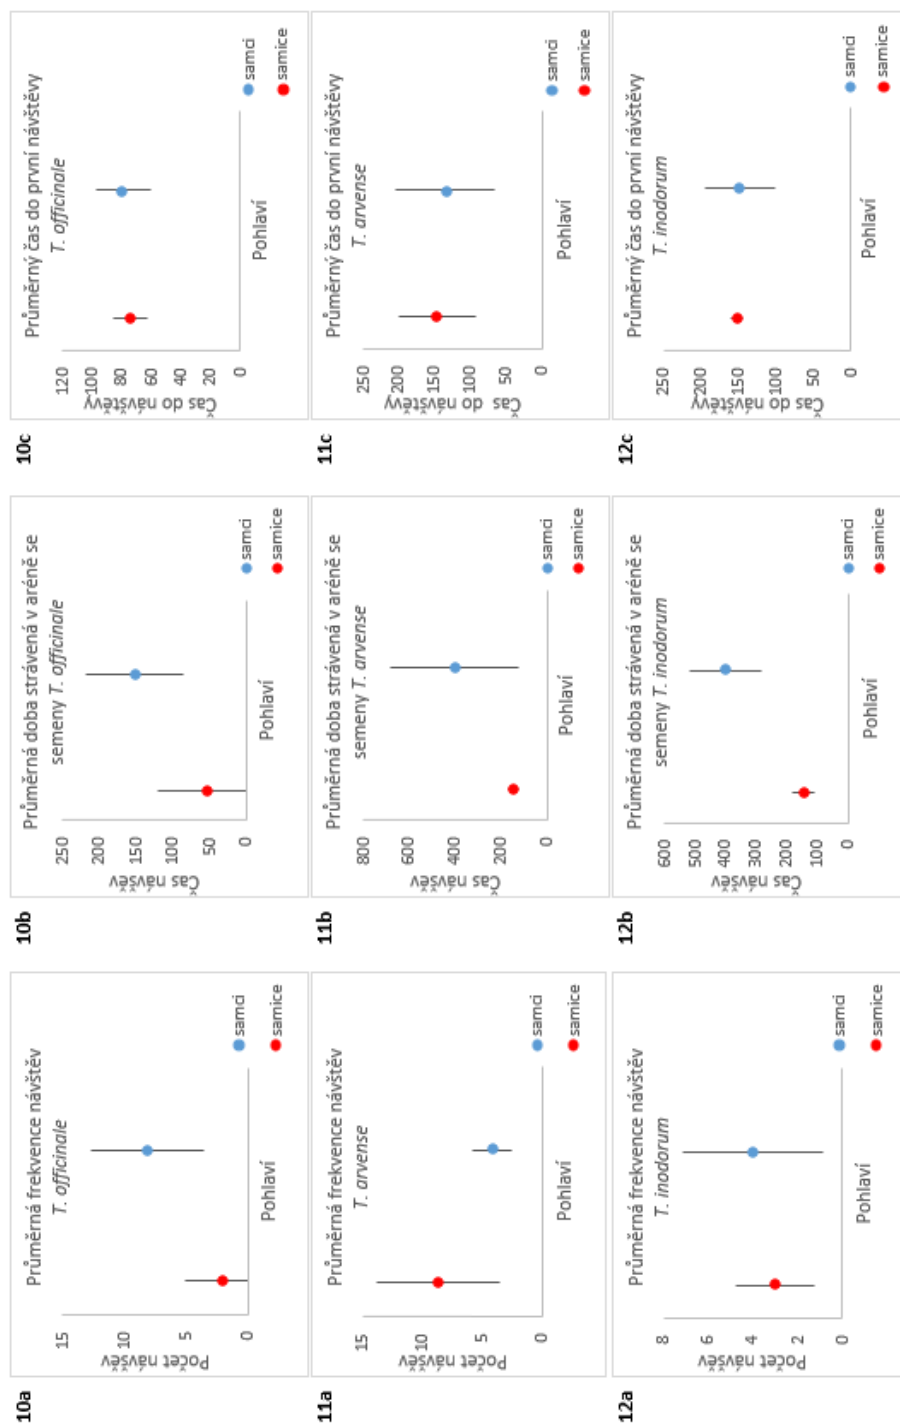 10a
Průměrná frekvence návštěv
T. officinale
Počet návšev
15
10
5
0
Pohlaví
samci
samice
10b
Průměrná doba strávená v aréně se
semeny T. officinale
Čas návšev
250
200
150
100
50
0
Pohlaví
samci
samice
10c
Průměrný čas do první návštěvy
T. officinale
Čas do návštěvy
120
100
80
60
40
20
0
Pohlaví
samci
samice
11a
Průměrná frekvence návštěv
T. arvense
Počet návšev
15
10
5
0
Pohlaví
samci
samice
11b
Průměrná doba strávená v aréně se
semeny T. arvense
Čas návšev
800
600
400
200
0
Pohlaví
samci
samice
11c
Průměrný čas do první návštěvy
T. arvense
Čas do návštěvy
250
200
150
100
50
0
Pohlaví
samci
samice
12a
Průměrná frekvence návštěv
T. inodorum
Počet návšev
8
6
4
2
0
Pohlaví
samci
samice
12b
Průměrná doba strávená v aréně se
semeny T. inodorum
Čas návšev
600
500
400
300
200
100
0
Pohlaví
samci
samice
12c
Průměrný čas do první návštěvy
T. inodorum
Čas do návštěvy
250
200
150
100
50
0
Pohlaví
samci
samice